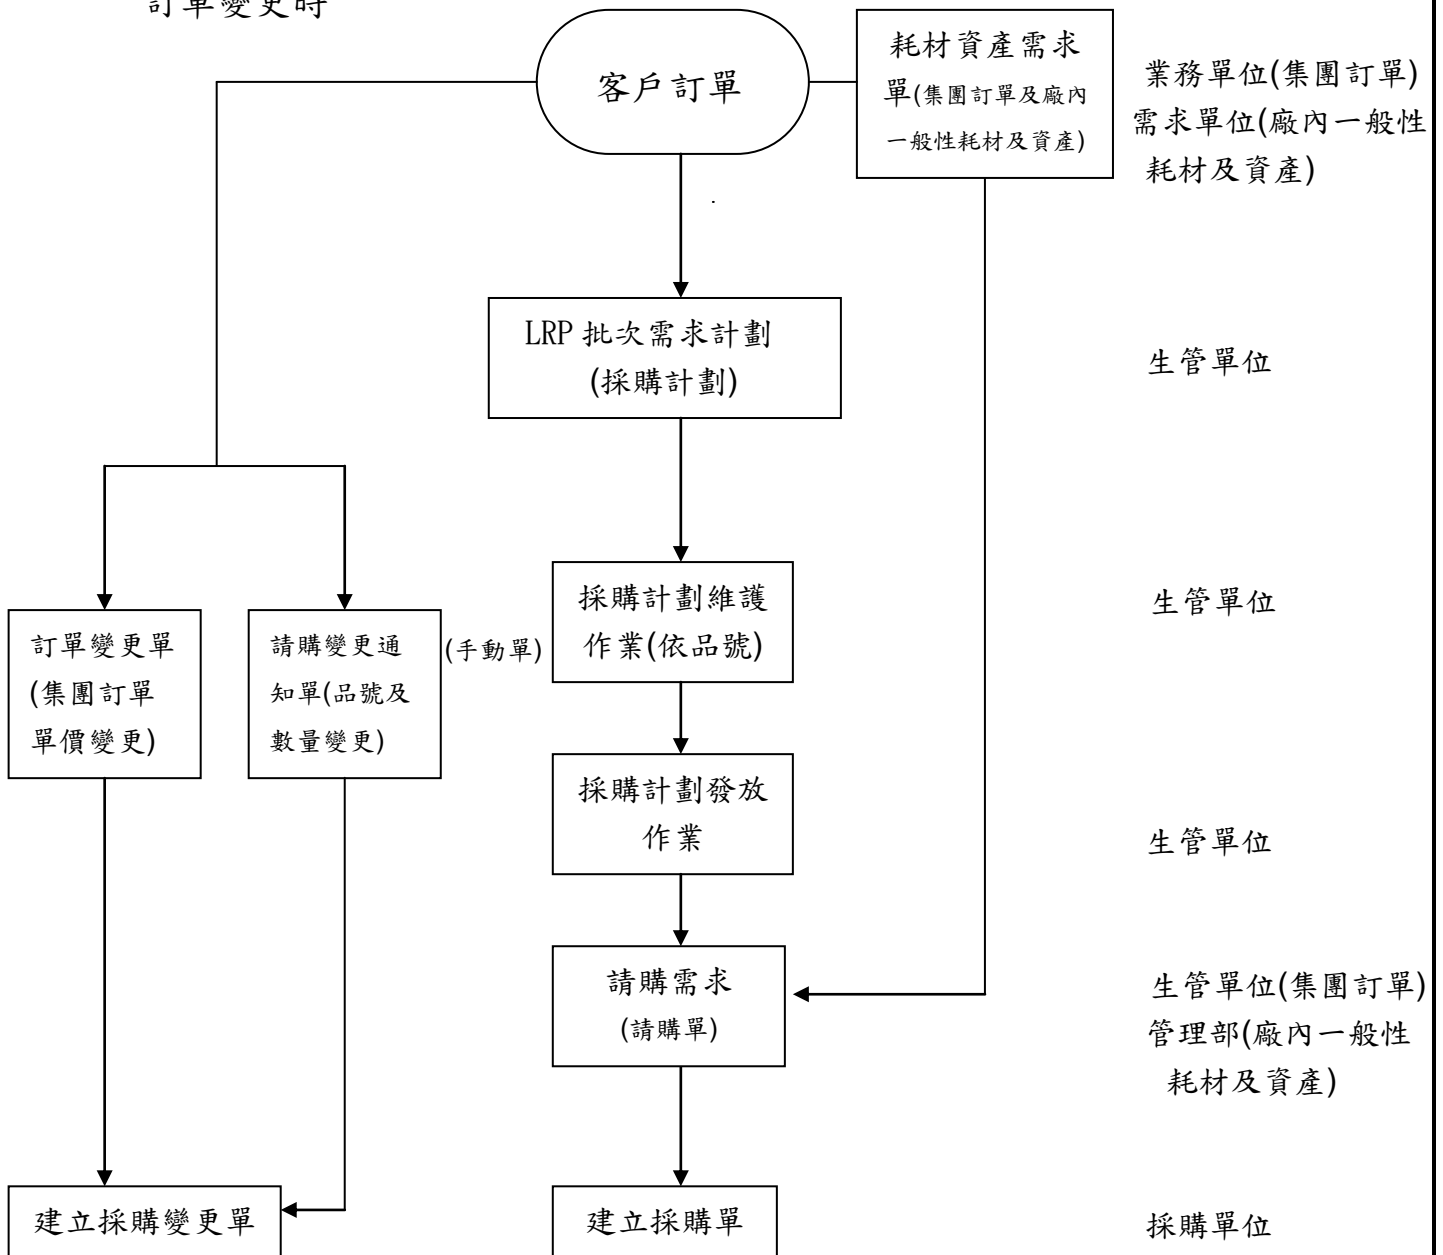 訂單變更時
客戶訂單
耗材資產需求
單(集團訂單及廠內
一般性耗材及資產)
業務單位(集團訂單)
需求單位(廠內一般性
耗材及資產)
LRP 批次需求計劃
(採購計劃)
生管單位
採購計劃維護
作業(依品號)
生管單位
訂單變更單
(集團訂單
單價變更)
請購變更通
知單(品號及
數量變更)
(手動單)
採購計劃發放
作業
生管單位
請購需求
(請購單)
生管單位(集團訂單)
管理部(廠內一般性
耗材及資產)
建立採購變更單
建立採購單
採購單位